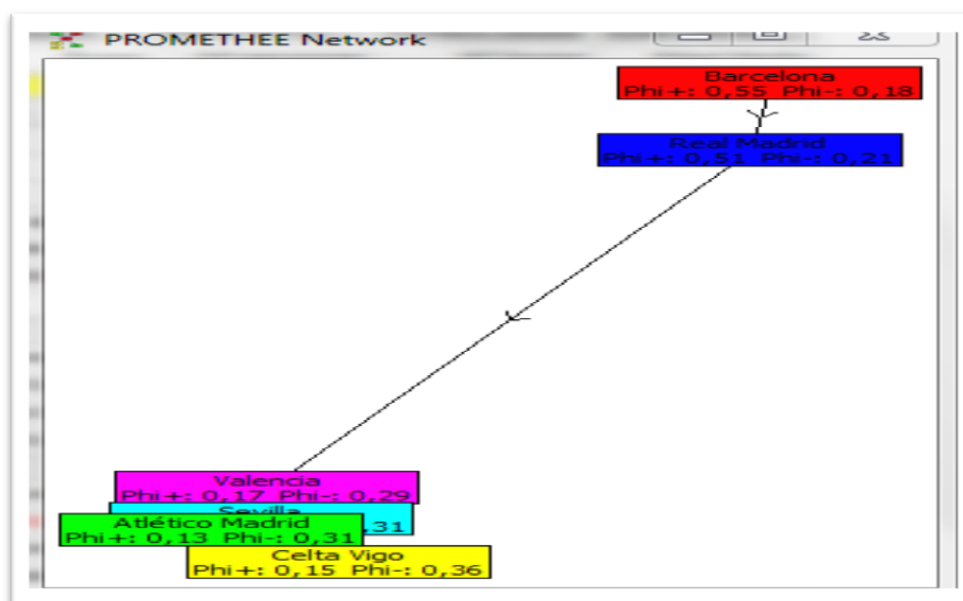 PROMETHEE Network
Barcelona
Phi+: 0,55 Phi-: 0,18
Real Madrid
Phi+: 0,51 Phi-: 0,21
Valencia
Phi+: 0,17 Phi-: 0,29
Sevilla
,31
Atlético Madrid
Phi+: 0,13 Phi-: 0,31
Celta Vigo
Phi+: 0,15 Phi-: 0,36